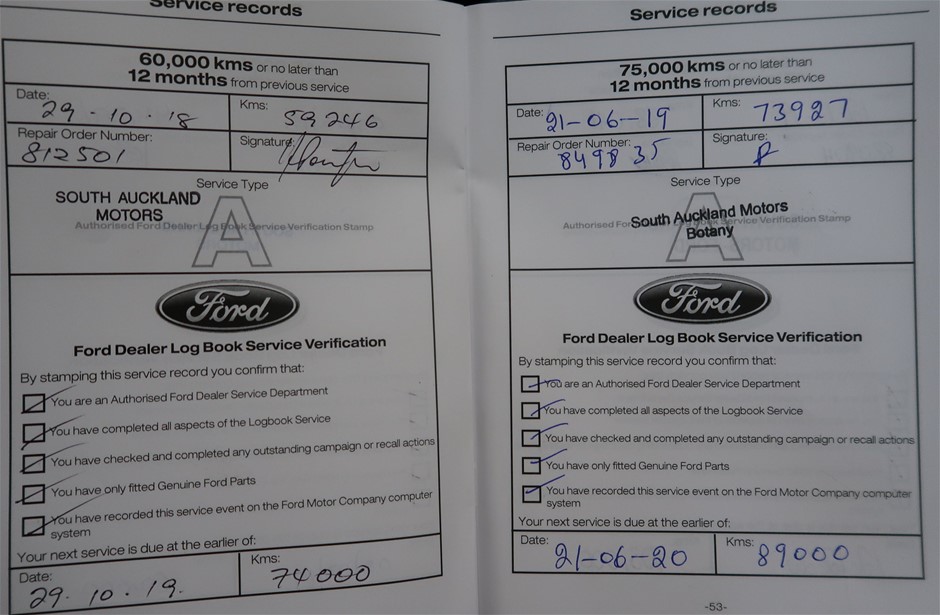 Service records
60,000 kms or no later than
12 months from previous service
Date: 29 - 10 - 18
Kms: 59246
Repair Order Number: 812501
Signature:
Service Type
A
SOUTH AUCKLAND
MOTORS
Authorised Ford Dealer Log Book Service Verification Stamp
Ford
Ford Dealer Log Book Service Verification
By stamping this service record you confirm that:
You are an Authorised Ford Dealer Service Department
You have completed all aspects of the Logbook Service
You have checked and completed any outstanding campaign or recall actions
You have only fitted Genuine Ford Parts
You have recorded this service event on the Ford Motor Company computer
system
Your next service is due at the earlier of:
Date: 29. 10. 19.
Kms: 74000
Service records
75,000 kms or no later than
12 months from previous service
Date: 21-06-19
Kms: 73927
Repair Order Number: 849835
Signature:
Service Type
A
South Auckland Motors
Botany
Authorised For Book Service Verification Stamp
Ford
Ford Dealer Log Book Service Verification
By stamping this service record you confirm that:
You are an Authorised Ford Dealer Service Department
You have completed all aspects of the Logbook Service
You have checked and completed any outstanding campaign or recall actions
You have only fitted Genuine Ford Parts
You have recorded this service event on the Ford Motor Company computer
system
Your next service is due at the earlier of:
Date: 21-06-20
Kms: 89000
-53-